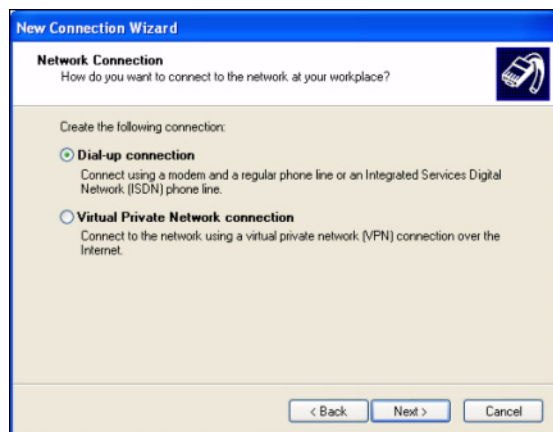 New Connection Wizard
Network Connection
How do you want to connect to the network at your workplace?
Create the following connection:
Dial-up connection
Connect using a modem and a regular phone line or an Integrated Services Digital
Network (ISDN) phone line.
Virtual Private Network connection
Connect to the network using a virtual private network (VPN) connection over the
Internet.
< Back
Next >
Cancel